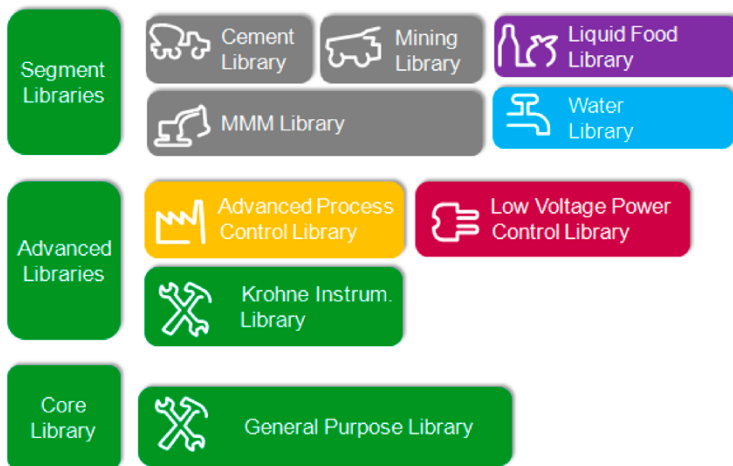 Segment
Libraries
Cement
Library
Mining
Library
Liquid Food
Library
MMM Library
Water
Library
Advanced
Libraries
Advanced Process
Control Library
Low Voltage Power
Control Library
Krohne Instrum.
Library
Core
Library
General Purpose Library